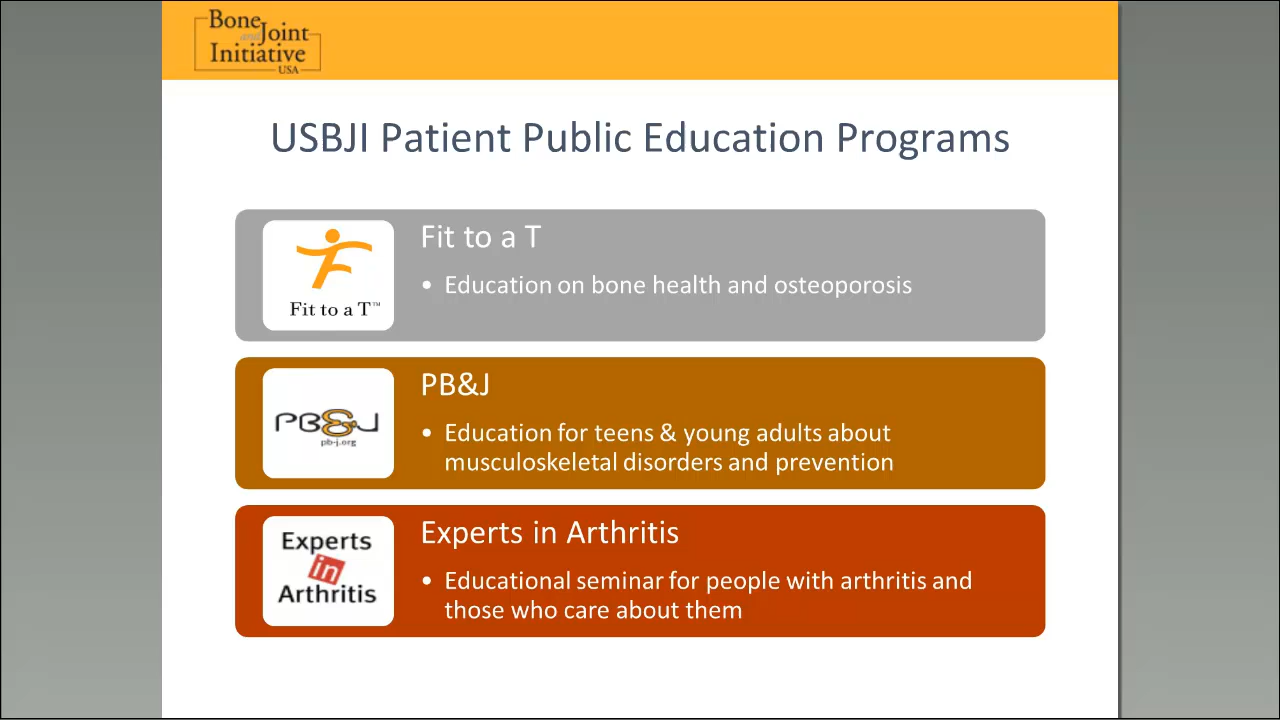 Bone
and Joint
Initiative
USA
USBJI Patient Public Education Programs
Fit to a T™
Fit to a T
• Education on bone health and osteoporosis
PB&J
pb-j.org
PB&J
• Education for teens & young adults about
musculoskeletal disorders and prevention
Experts
in
Arthritis
Experts in Arthritis
• Educational seminar for people with arthritis and
those who care about them